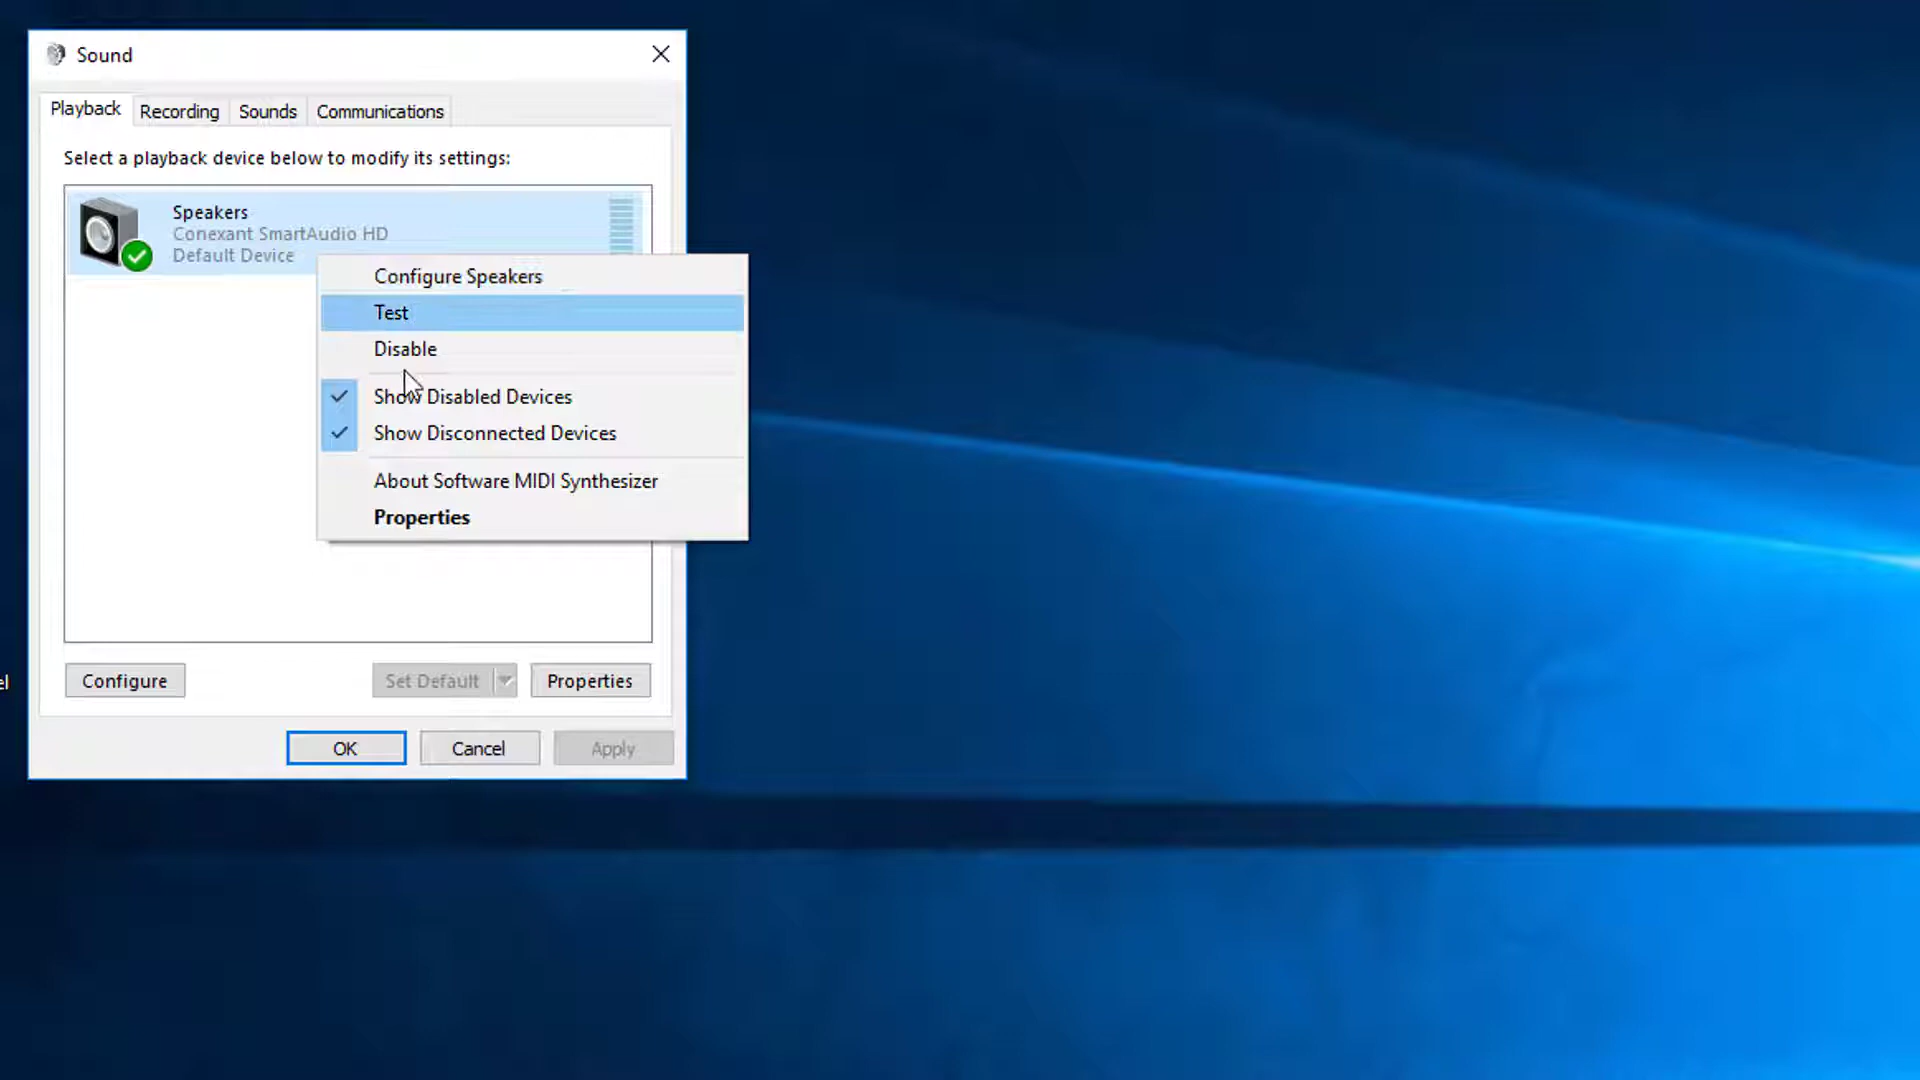 Sound
Playback
Recording
Sounds
Communications
Select a playback device below to modify its settings:
Speakers
Conexant SmartAudio HD
Default Device
Configure Speakers
Test
Disable
Show Disabled Devices
Show Disconnected Devices
About Software MIDI Synthesizer
Properties
el
Configure
Set Default
Properties
OK
Cancel
Apply